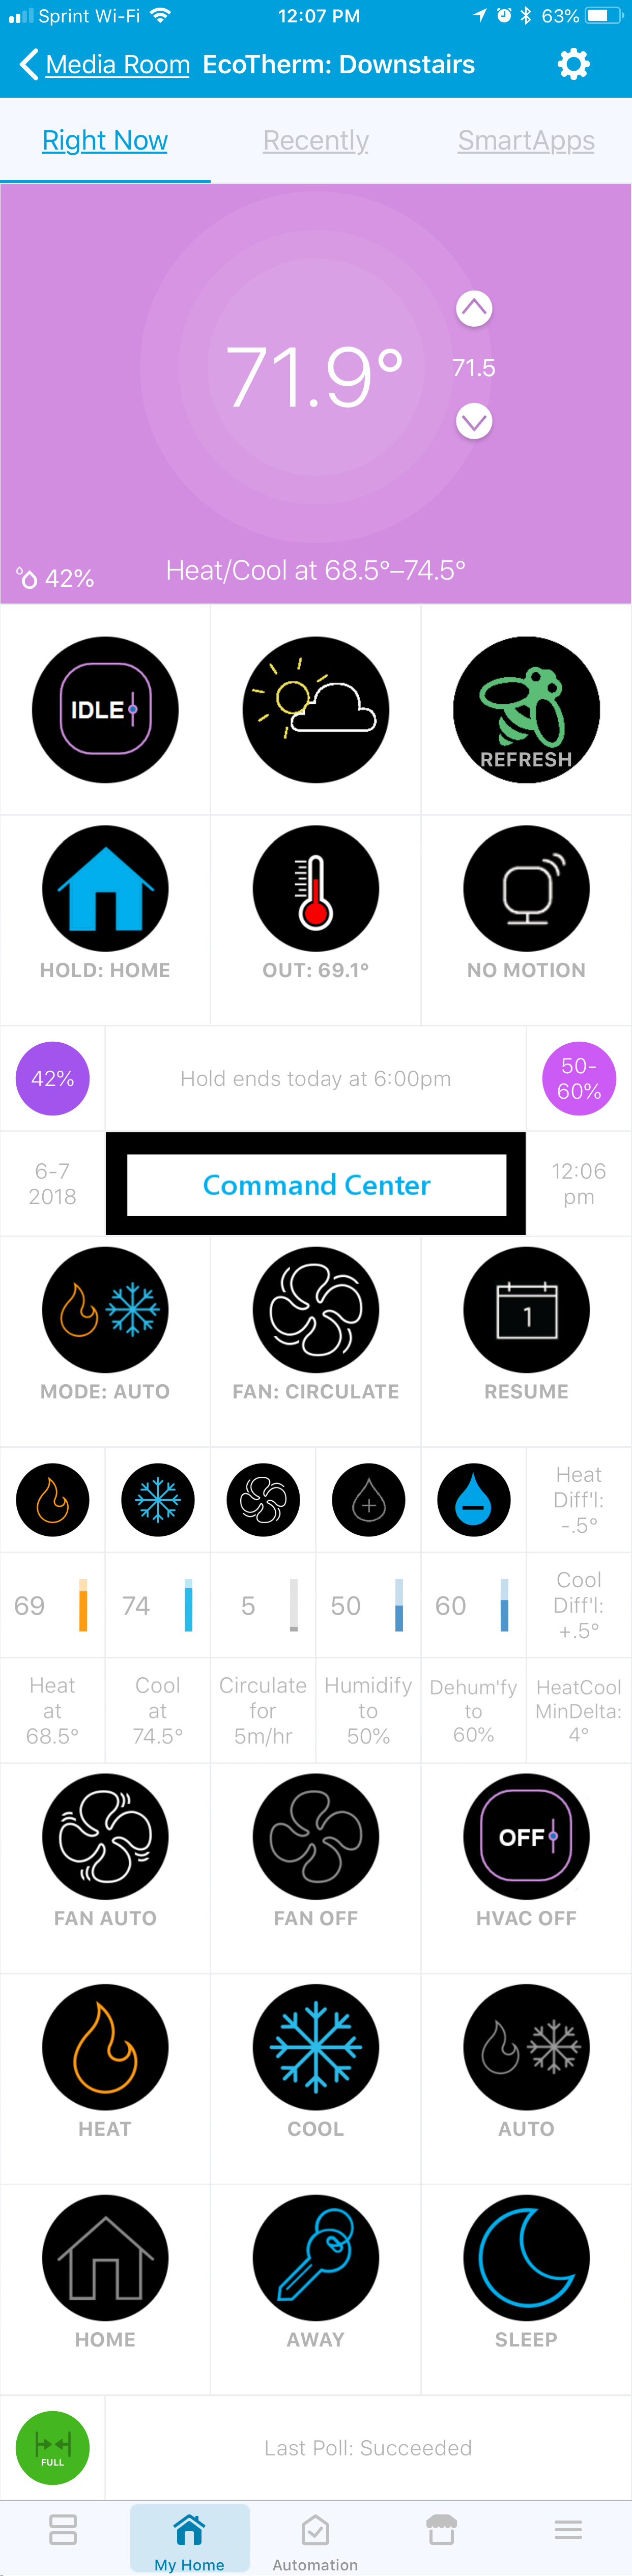 Sprint Wi-Fi 12:07 PM 63%
Media Room EcoTherm: Downstairs
Right Now Recently SmartApps
71.9° 71.5
42% Heat/Cool at 68.5°–74.5°
IDLE
REFRESH
HOLD: HOME OUT: 69.1° NO MOTION
42% Hold ends today at 6:00pm 50-
60%
6-7
2018
Command Center
12:06
pm
1
MODE: AUTO FAN: CIRCULATE RESUME
Heat
Diff'l:
-.5°
69 74 5 50 60
Cool
Diff'l:
+.5°
Heat
at
68.5°
Cool
at
74.5°
Circulate
for
5m/hr
Humidify
to
50%
Dehum'fy
to
60%
HeatCool
MinDelta:
4°
OFF
FAN AUTO FAN OFF HVAC OFF
HEAT COOL AUTO
HOME AWAY SLEEP
FULL
Last Poll: Succeeded
My Home Automation